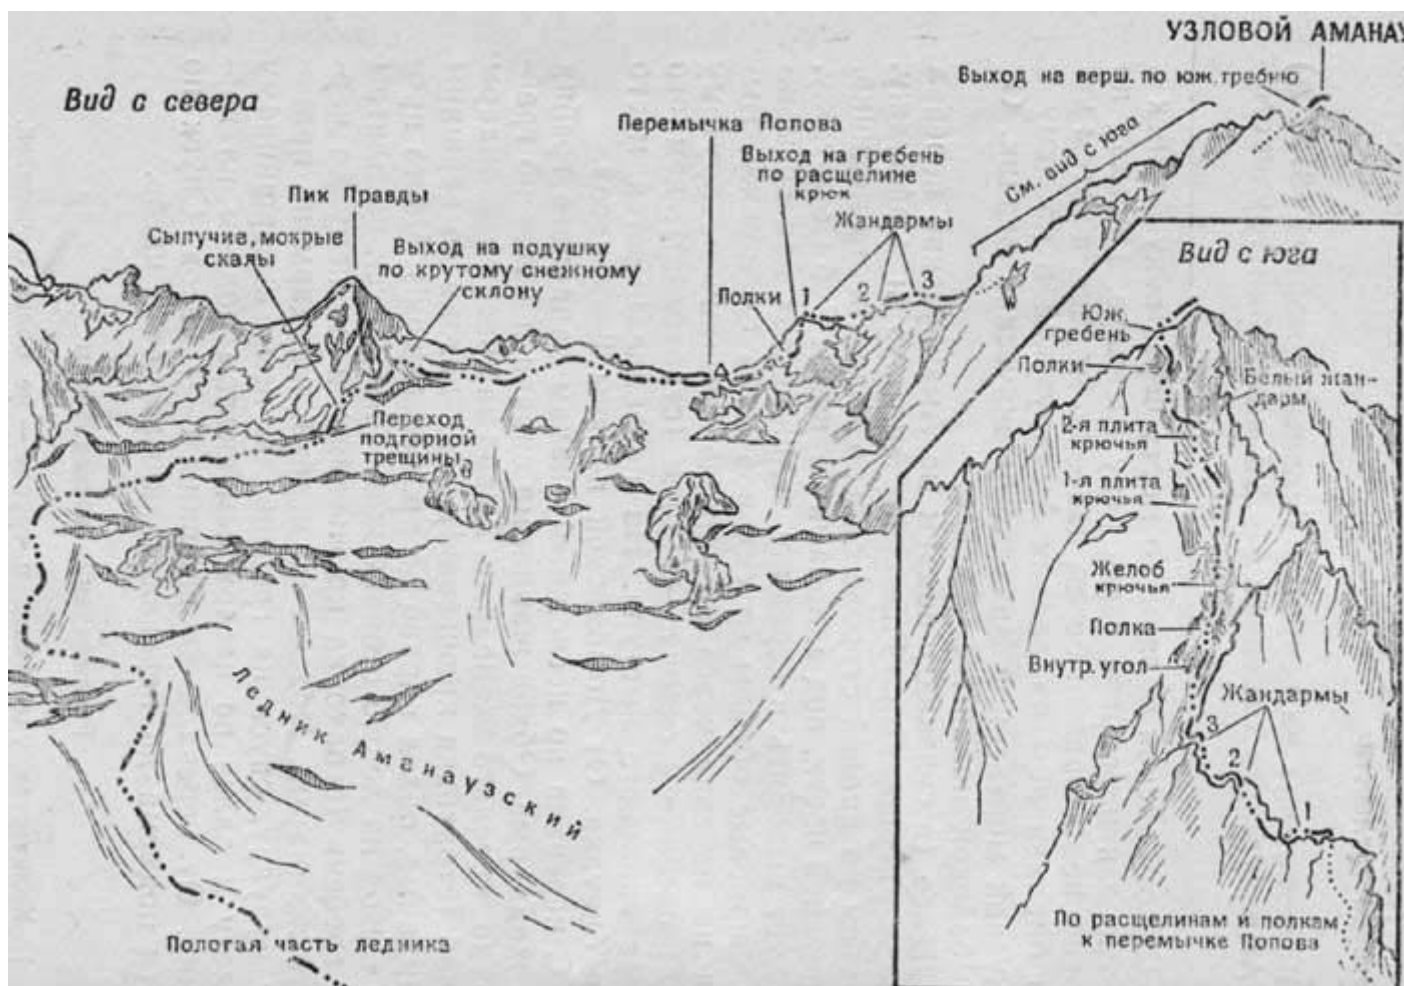 УЗЛОВОЙ АМАНАУ
Выход на верш. по юж. гребню
Вид с севера
Перемычка Попова
Выход на гребень
по расщелине
крюк
См. вид с юга
Пик Правды
Жандармы
Сыпучие, мокрые
скалы
Выход на подушку
по крутому снежному
склону
Полки
1
2
3
Переход
подгорной
трещины
Ледник Аманаузский
Пологая часть ледника
Вид с юга
Юж.
гребень
Полки
Белый жан-
дарм
2-я плита
крючья
1-я плита
крючья
Желоб
крючья
Полка
Внутр. угол
Жандармы
3
2
1
По расщелинам и полкам
к перемычке Попова